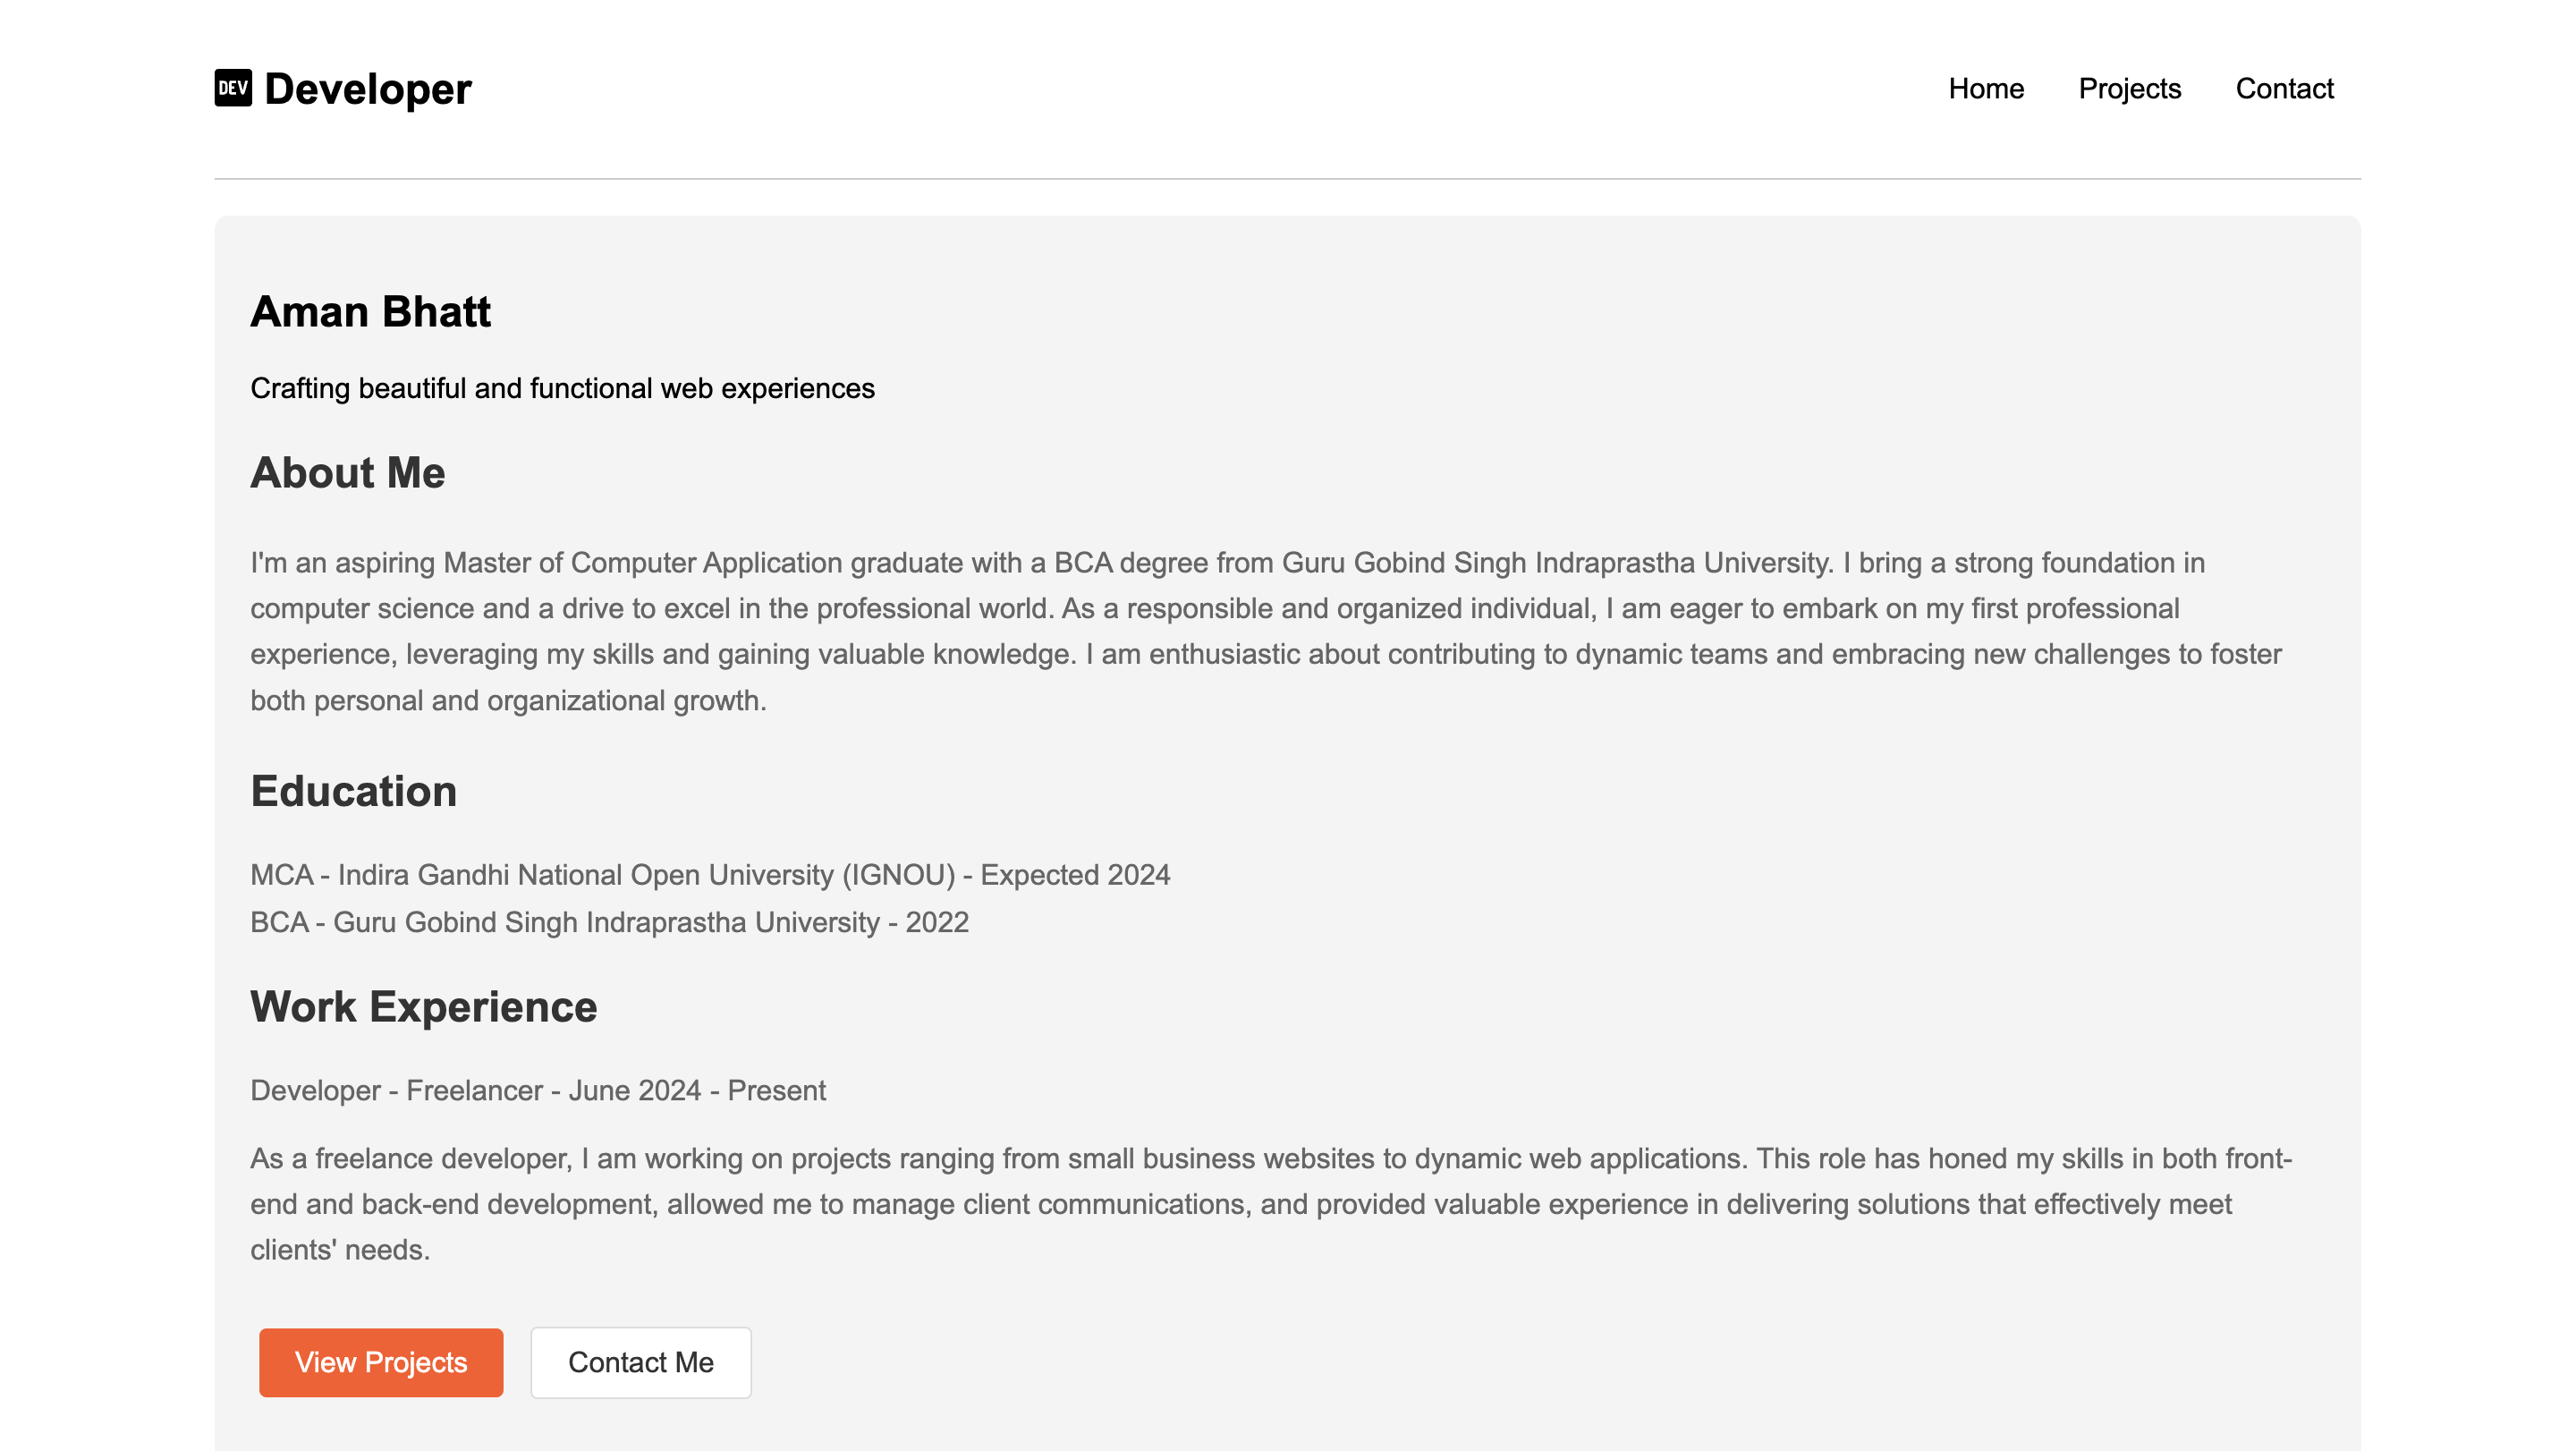 DEV Developer
Home Projects Contact
Aman Bhatt
Crafting beautiful and functional web experiences
About Me
I'm an aspiring Master of Computer Application graduate with a BCA degree from Guru Gobind Singh Indraprastha University. I bring a strong foundation in
computer science and a drive to excel in the professional world. As a responsible and organized individual, I am eager to embark on my first professional
experience, leveraging my skills and gaining valuable knowledge. I am enthusiastic about contributing to dynamic teams and embracing new challenges to foster
both personal and organizational growth.
Education
MCA - Indira Gandhi National Open University (IGNOU) - Expected 2024
BCA - Guru Gobind Singh Indraprastha University - 2022
Work Experience
Developer - Freelancer - June 2024 - Present
As a freelance developer, I am working on projects ranging from small business websites to dynamic web applications. This role has honed my skills in both front-
end and back-end development, allowed me to manage client communications, and provided valuable experience in delivering solutions that effectively meet
clients' needs.
View Projects Contact Me